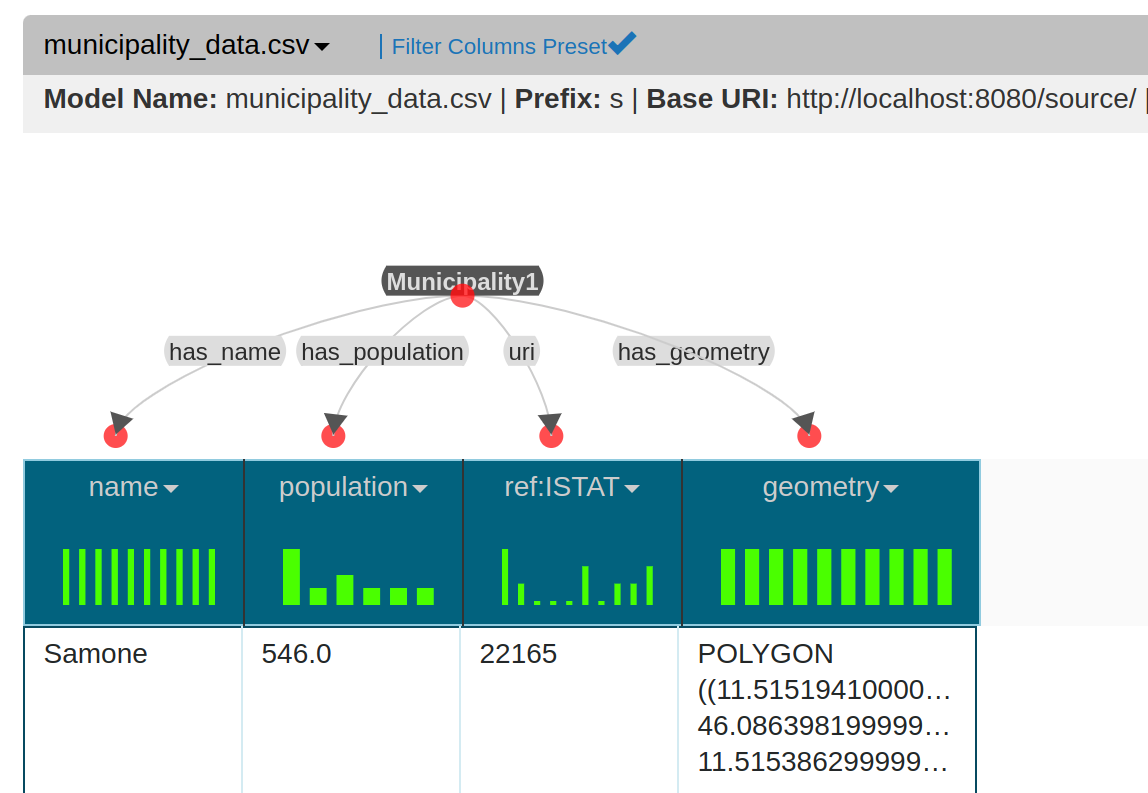 municipality_data.csv | Filter Columns Preset
Model Name: municipality_data.csv | Prefix: s | Base URI: http://localhost:8080/source/ |
Municipality1
has_name has_population uri has_geometry
name population ref:ISTAT geometry
Samone 546.0 22165 POLYGON
((11.51519410000…
46.086398199999…
11.515386299999…